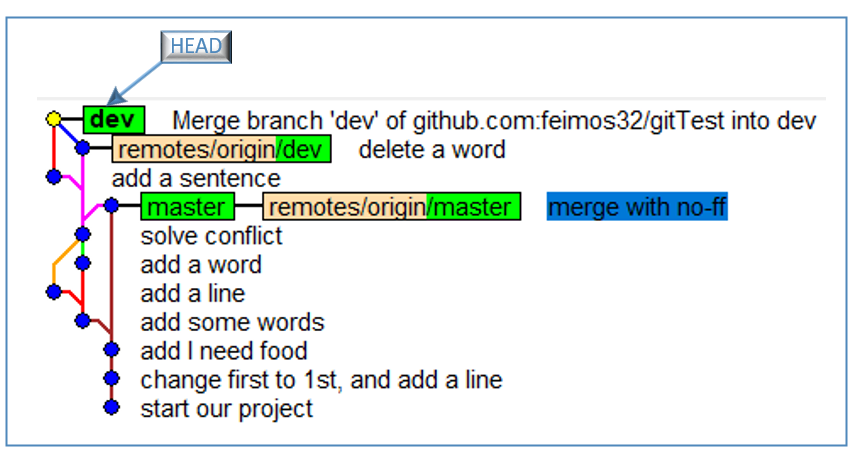 HEAD
dev Merge branch 'dev' of github.com:feimos32/gitTest into dev
remotes/origin/dev delete a word
add a sentence
master remotes/origin/master merge with no-ff
solve conflict
add a word
add a line
add some words
add I need food
change first to 1st, and add a line
start our project